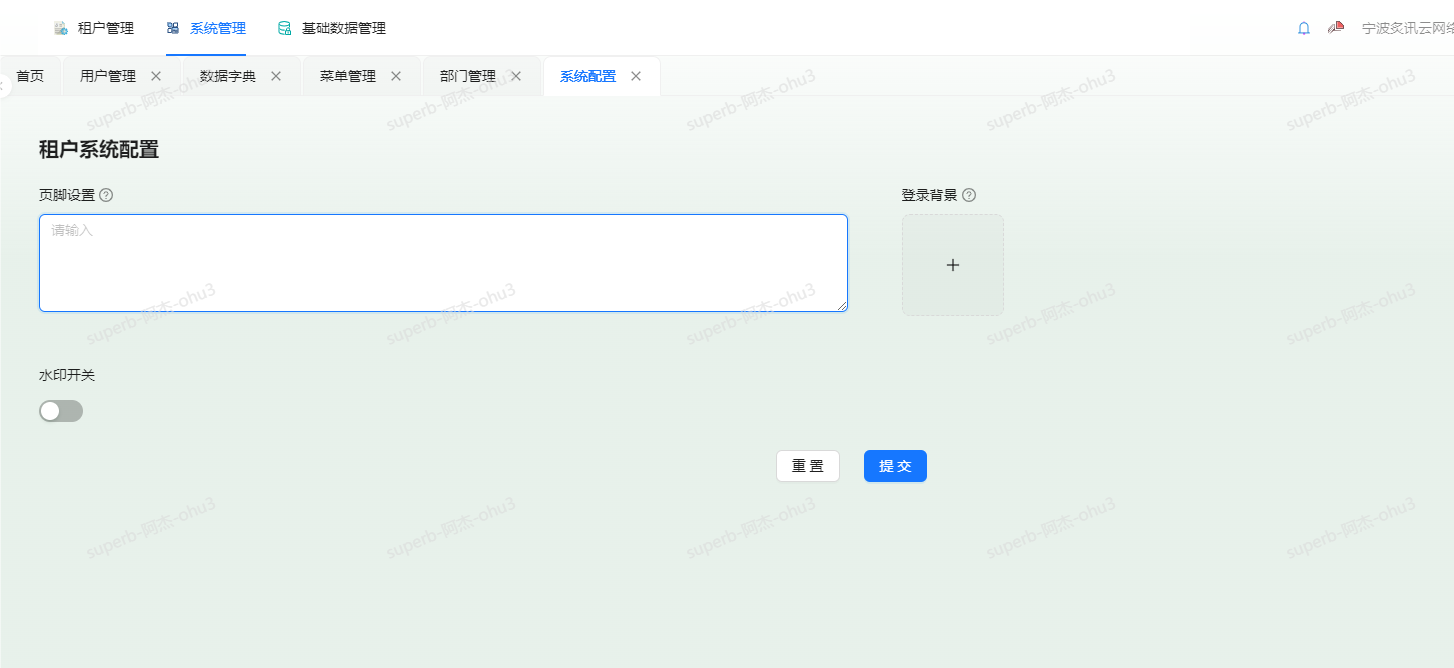 租户管理 系统管理 基础数据管理 宁波炙讯云网络
首页 用户管理 数据字典 菜单管理 部门管理 系统配置
superb-阿杰-ohu3 superb-阿杰-ohu3 superb-阿杰-ohu3 superb-阿杰-ohu3 superb-阿杰-ohu3
租户系统配置
页脚设置 登录背景
请输入
superb-阿杰-ohu3 superb-阿杰-ohu3 superb-阿杰-ohu3 superb-阿杰-ohu3 superb-阿杰-ohu3
水印开关
重置 提交
superb-阿杰-ohu3 superb-阿杰-ohu3 superb-阿杰-ohu3 superb-阿杰-ohu3 superb-阿杰-ohu3